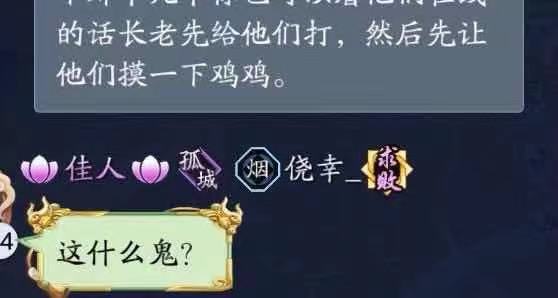 的话长老先给他们打，然后先让
他们摸一下鸡鸡。
佳人 孤城 烟 侥幸_ 求败
4
这什么鬼？